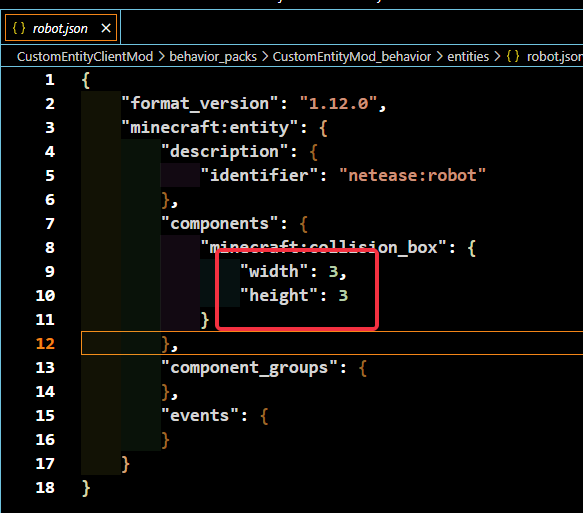 { } robot.json ×
CustomEntityClientMod > behavior_packs > CustomEntityMod_behavior > entities > { } robot.json
1 {
2     "format_version": "1.12.0",
3     "minecraft:entity": {
4         "description": {
5             "identifier": "netease:robot"
6         },
7         "components": {
8             "minecraft:collision_box": {
9                 "width": 3,
10                 "height": 3
11             }
12         },
13         "component_groups": {
14         },
15         "events": {
16         }
17     }
18 }